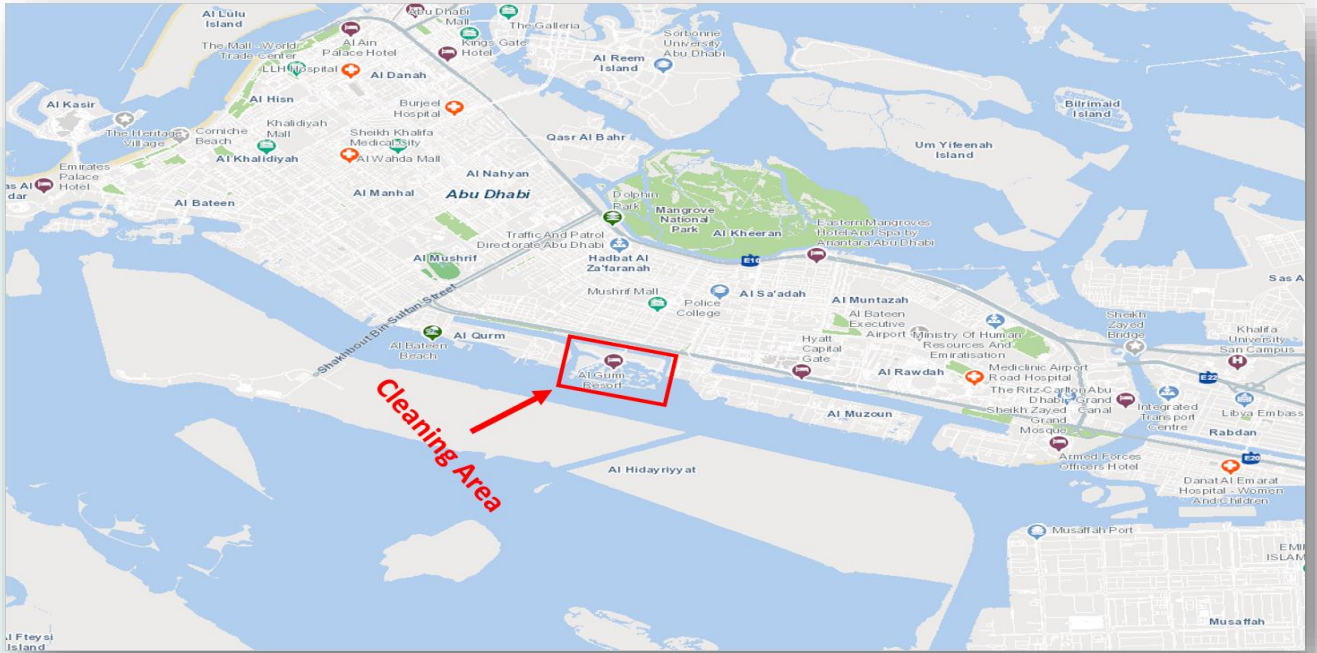 Al Lulu
Island
Abu Dhabi
Mall
The Galleria
Sorbonne
University
Abu Dhabi
The Mall - World
Trade Center
Al Ain
Palace Hotel
Kings Gate
Hotel
LLH Hospital
Al Danah
Al Reem
Island
Al Kasir
Al Hisn
Burjeel
Hospital
Bilrimaid
Island
The Heritage
Village
Corniche
Beach
Khalidiyah
Mall
Sheikh Khalifa
Medical City
Al Wahda Mall
Qasr Al Bahr
Um Yifeenah
Island
Al Khalidiyah
Emirates
Palace
Hotel
as Al
dar
Al Nahyan
Al Manhal
Abu Dhabi
Al Bateen
Dolphin
Park
Mangrove
National
Park
Al Kheeran
Eastern Mangroves
Hotel And Spa by
Anantara Abu Dhabi
Traffic And Patrol
Directorate Abu Dhabi
Hadbat Al
Za'faranah
Al Mushrif
E10
Sas A
Mushrif Mall
Police
College
Al Sa'adah
Al Muntazah
Shakhbout Bin Sultan Street
Al Bateen
Executive
Airport
Ministry Of Human
Resources And
Emiratisation
Sheikh
Zayed
Bridge
Khalifa
University
San Campus
Al Qurm
Al Bateen
Beach
Hyatt
Capital
Gate
Al Gurm
Resort
Al Rawdah
Mediclinic Airport
Road Hospital
E22
The Ritz-Carlton Abu
Dhabi, Grand
Canal
Sheikh Zayed
Grand
Mosque
Integrated
Transport
Centre
Libya Embass
Cleaning Area
Al Muzoun
Rabdan
Al Hidayriyyat
Armed Forces
Officers Hotel
E20
Danat Al Emarat
Hospital - Women
And Children
Musaffah Port
EMI
ISLAM
Musaffah
Al Fteysi
Island